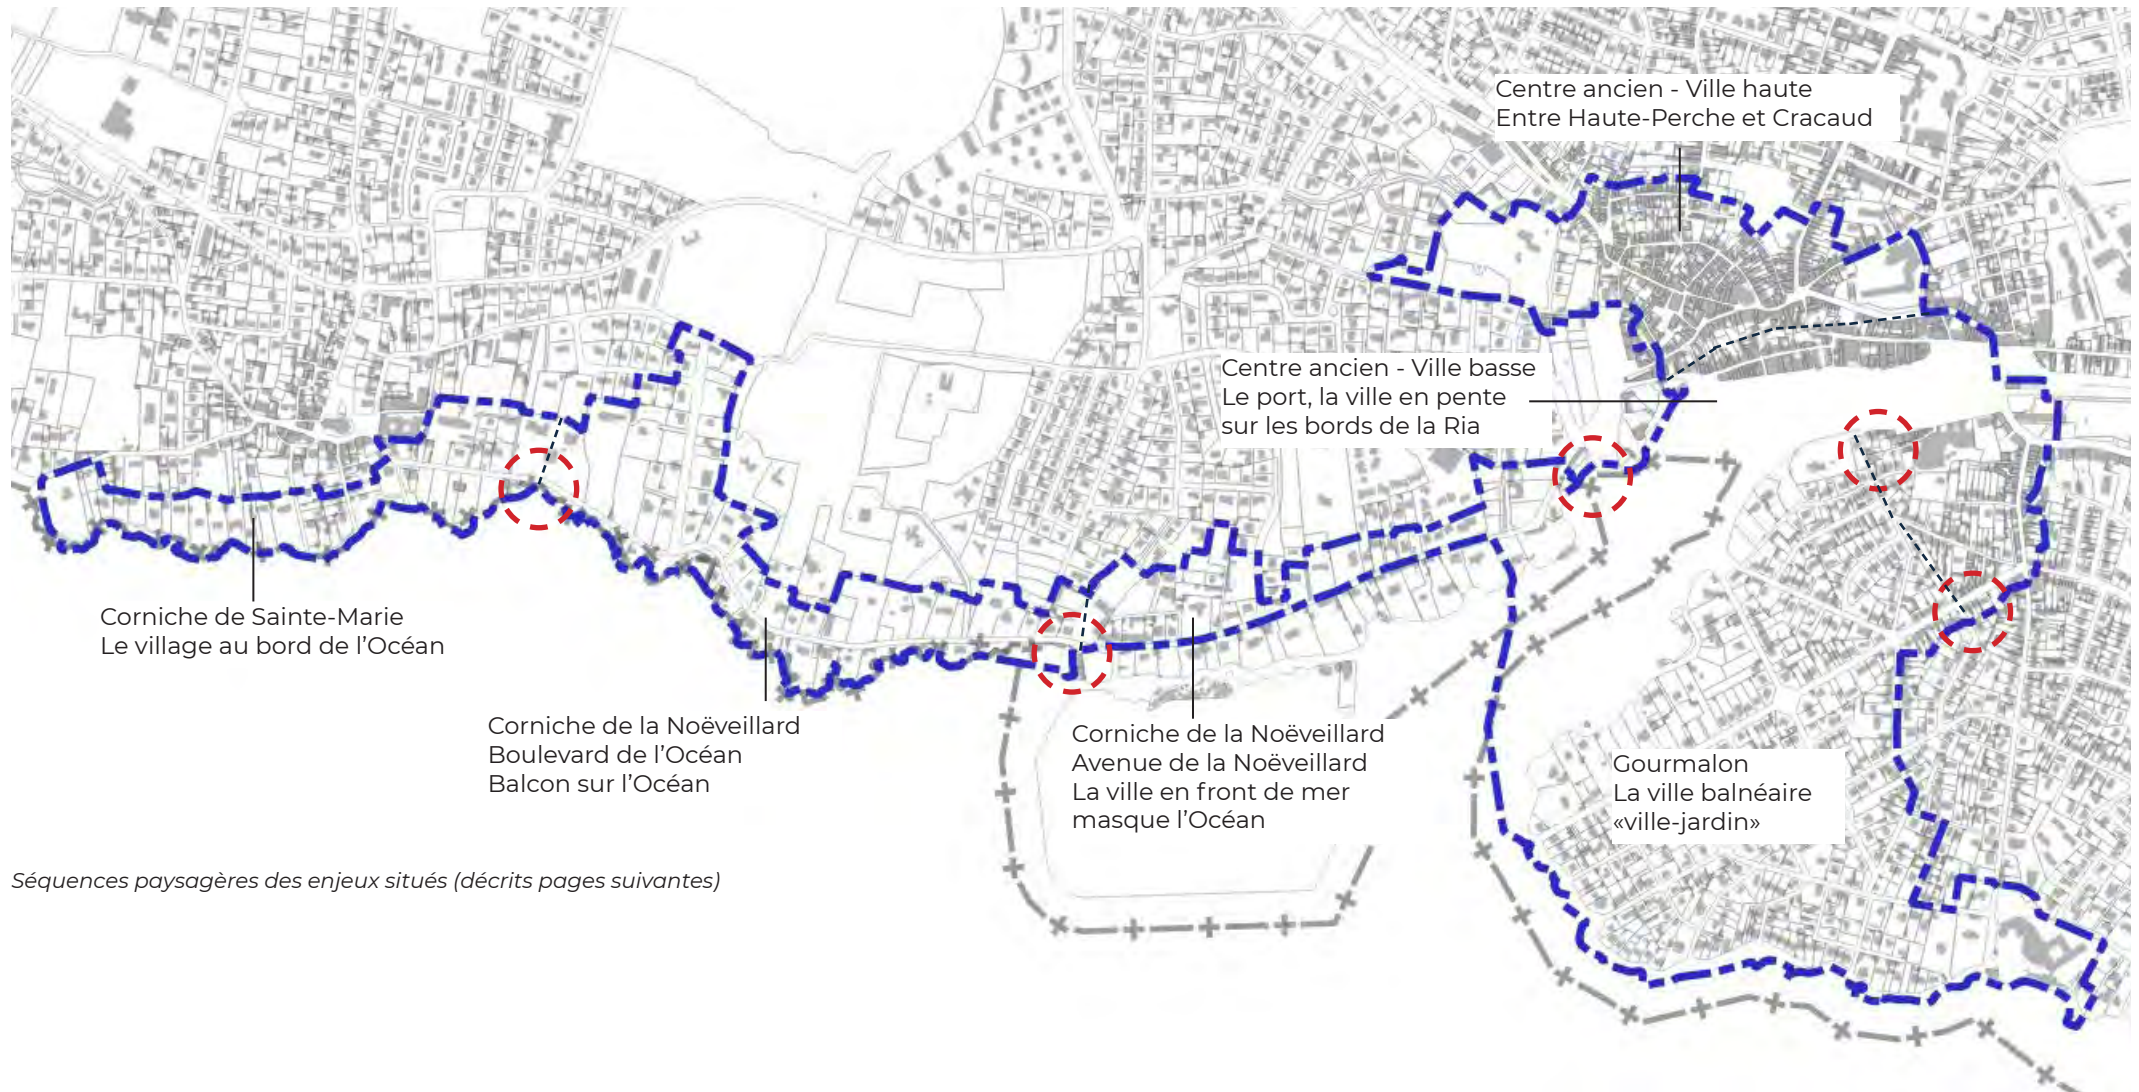 Centre ancien - Ville haute
Entre Haute-Perche et Cracaud
Centre ancien - Ville basse
Le port, la ville en pente
sur les bords de la Ria
Corniche de Sainte-Marie
Le village au bord de l’Océan
Corniche de la Noëveillard
Boulevard de l’Océan
Balcon sur l’Océan
Corniche de la Noëveillard
Avenue de la Noëveillard
La ville en front de mer
masque l’Océan
Gourmalon
La ville balnéaire
«ville-jardin»
Séquences paysagères des enjeux situés (décrits pages suivantes)